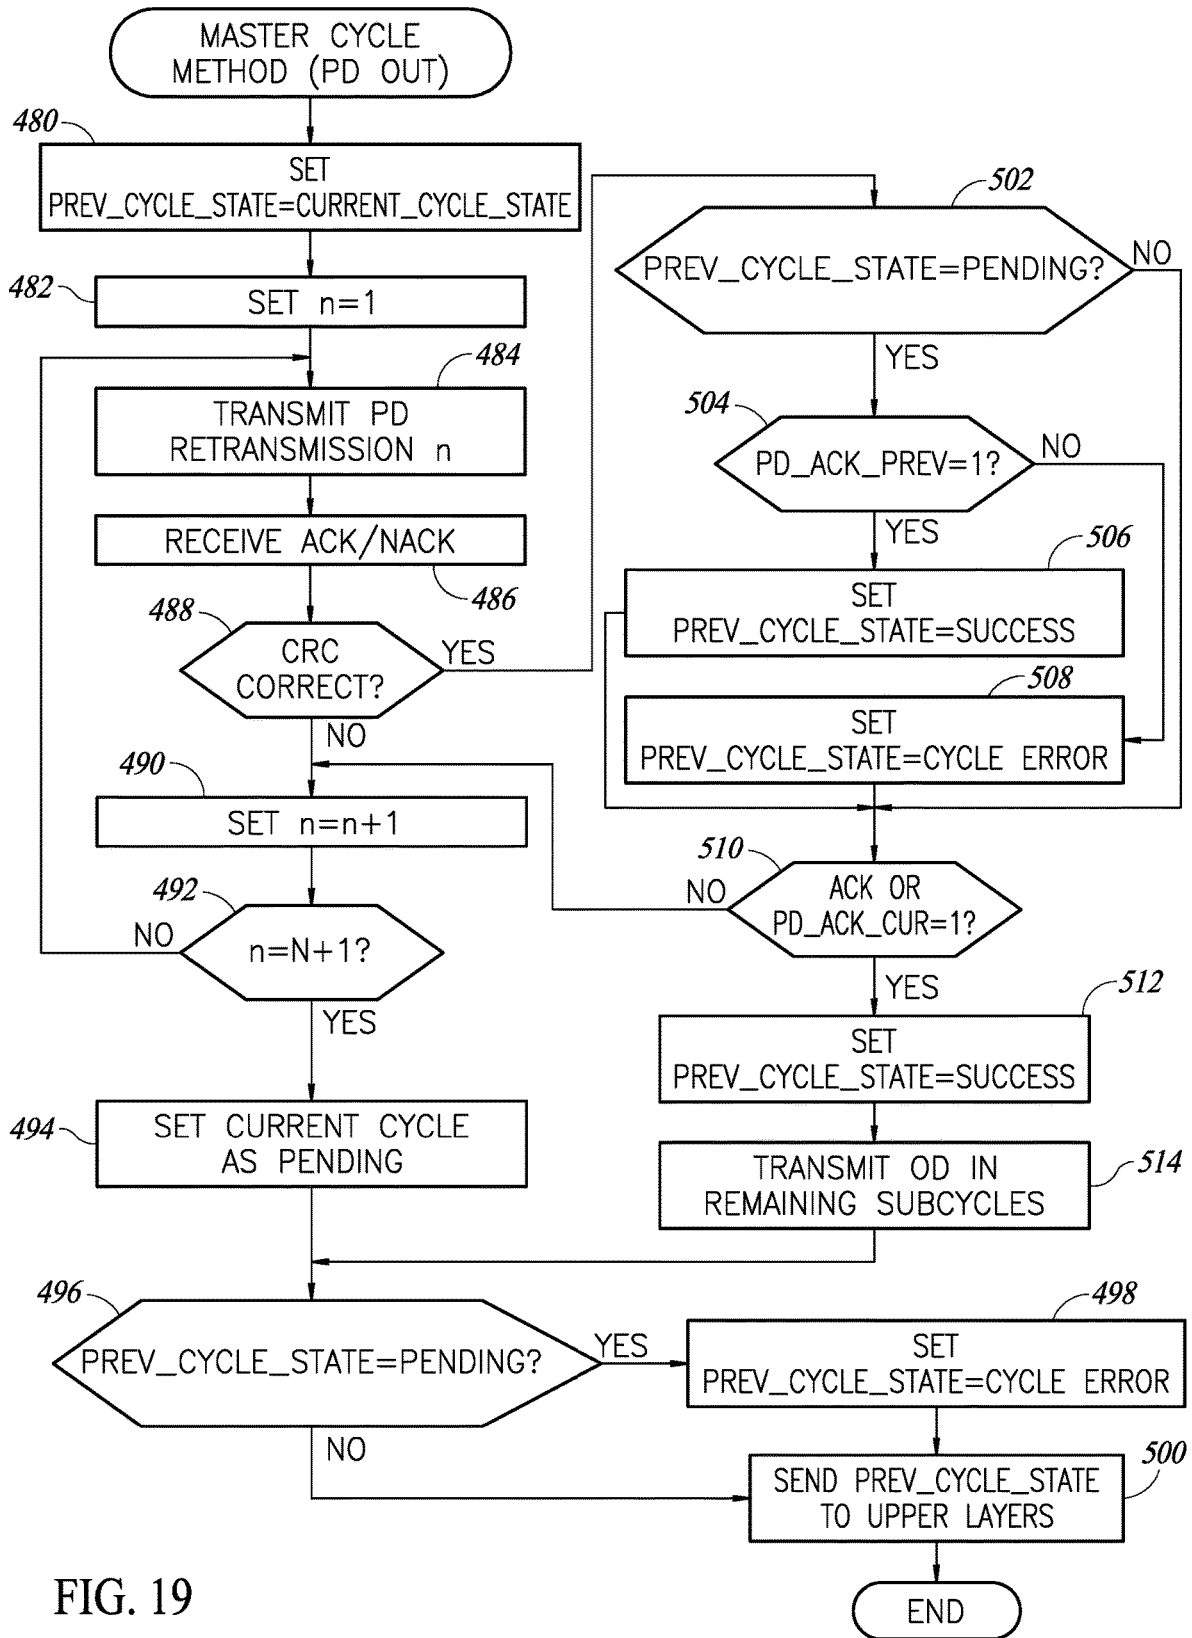 MASTER CYCLE
METHOD (PD OUT)
480
SET
PREV_CYCLE_STATE=CURRENT_CYCLE_STATE
482
SET n=1
484
TRANSMIT PD
RETRANSMISSION n
RECEIVE ACK/NACK
486
488
CRC
CORRECT?
YES
NO
490
SET n=n+1
492
n=N+1?
NO
YES
494
SET CURRENT CYCLE
AS PENDING
496
PREV_CYCLE_STATE=PENDING?
YES
NO
498
SET
PREV_CYCLE_STATE=CYCLE ERROR
500
SEND PREV_CYCLE_STATE
TO UPPER LAYERS
END
502
PREV_CYCLE_STATE=PENDING?
NO
YES
504
PD_ACK_PREV=1?
NO
YES
506
SET
PREV_CYCLE_STATE=SUCCESS
508
SET
PREV_CYCLE_STATE=CYCLE ERROR
510
ACK OR
PD_ACK_CUR=1?
NO
YES
512
SET
PREV_CYCLE_STATE=SUCCESS
514
TRANSMIT OD IN
REMAINING SUBCYCLES
FIG. 19